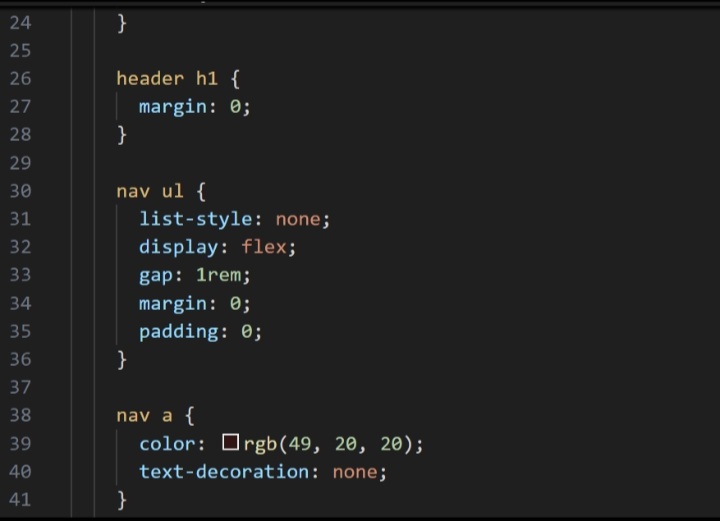 24 }
25
26 header h1 {
27 margin: 0;
28 }
29
30 nav ul {
31 list-style: none;
32 display: flex;
33 gap: 1rem;
34 margin: 0;
35 padding: 0;
36 }
37
38 nav a {
39 color: rgb(49, 20, 20);
40 text-decoration: none;
41 }